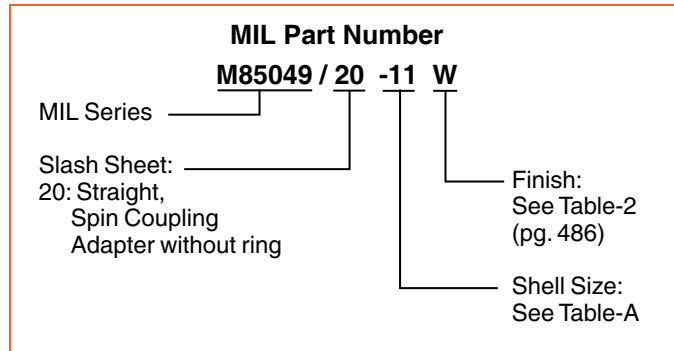 MIL Part Number
M85049 / 20 -11 W
MIL Series
Slash Sheet:
20: Straight,
Spin Coupling
Adapter without ring
Finish:
See Table-2
(pg. 486)
Shell Size:
See Table-A